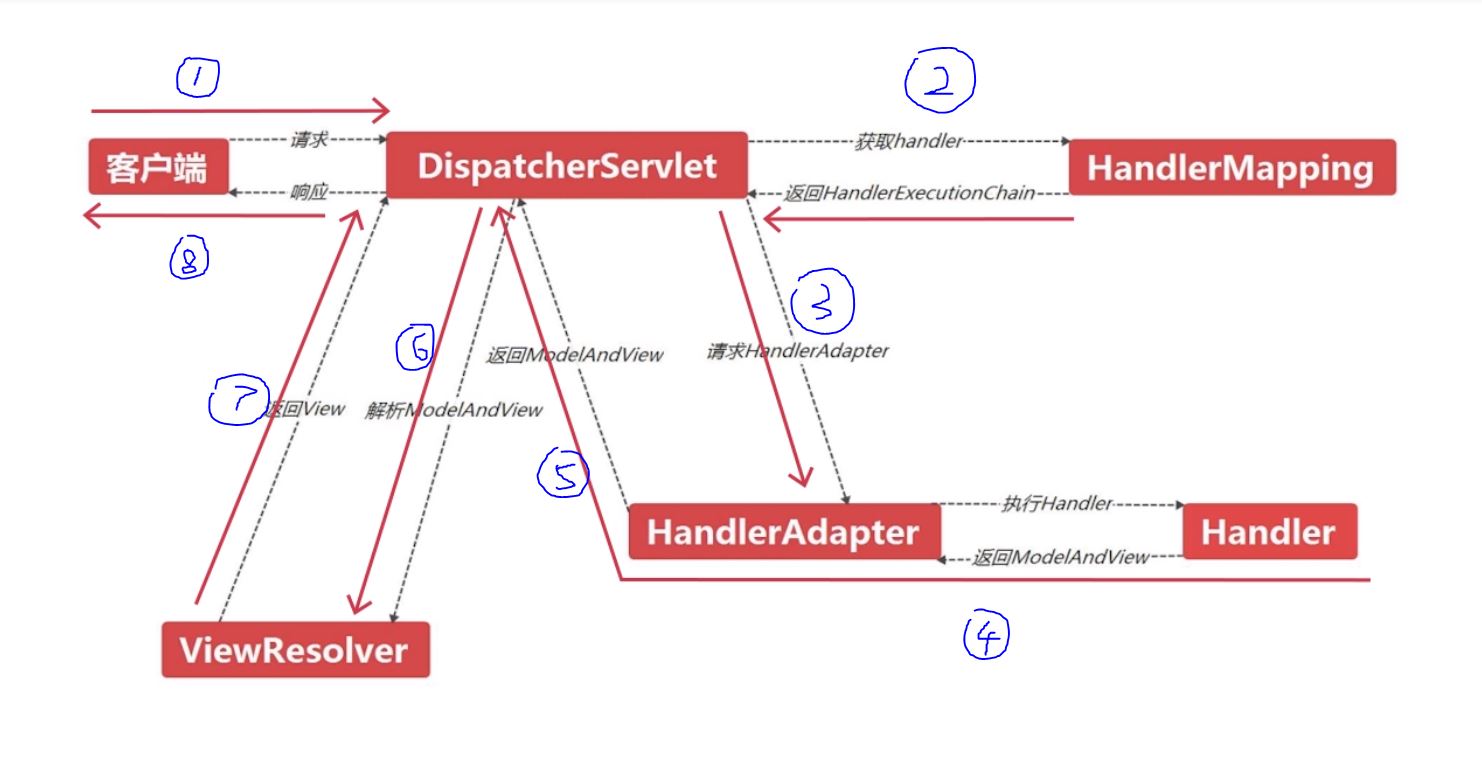 ①
②
请求
获取handler
客户端
DispatcherServlet
HandlerMapping
响应
返回HandlerExecutionChain
⑧
③
⑥
返回ModelAndView
请求HandlerAdapter
⑦
返回View
解析ModelAndView
⑤
执行Handler
HandlerAdapter
Handler
返回ModelAndView
④
ViewResolver